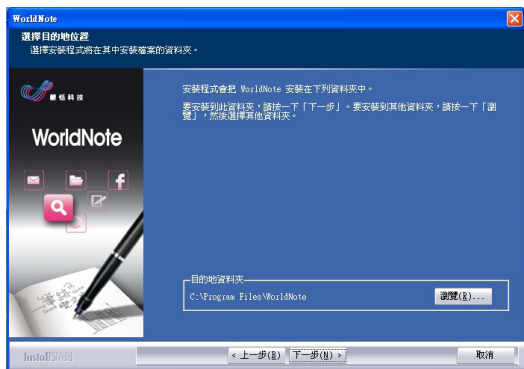 WorldNote
選擇目的地位置
選擇安裝程式將在其中安裝檔案的資料夾。
蒙恬科技
WorldNote
安裝程式會把 WorldNote 安裝在下列資料夾中。
要安裝到此資料夾，請按一下「下一步」。要安裝到其他資料夾，請按一下「瀏
覽」，然後選擇其他資料夾。
目的地資料夾
C:\Program Files\WorldNote
瀏覽(R)...
InstallShield
< 上一步(B)
下一步(N) >
取消